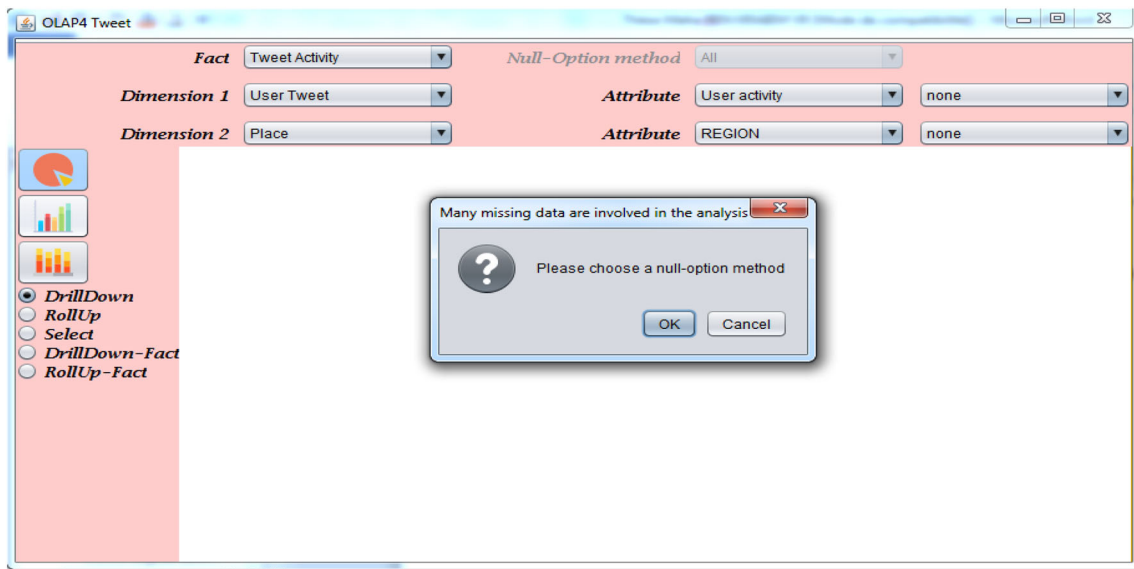 OLAP4 Tweet
Fact Tweet Activity Null-Option method All
Dimension 1 User Tweet Attribute User activity none
Dimension 2 Place Attribute REGION none
Many missing data are involved in the analysis
Please choose a null-option method
OK Cancel
DrillDown
RollUp
Select
DrillDown-Fact
RollUp-Fact